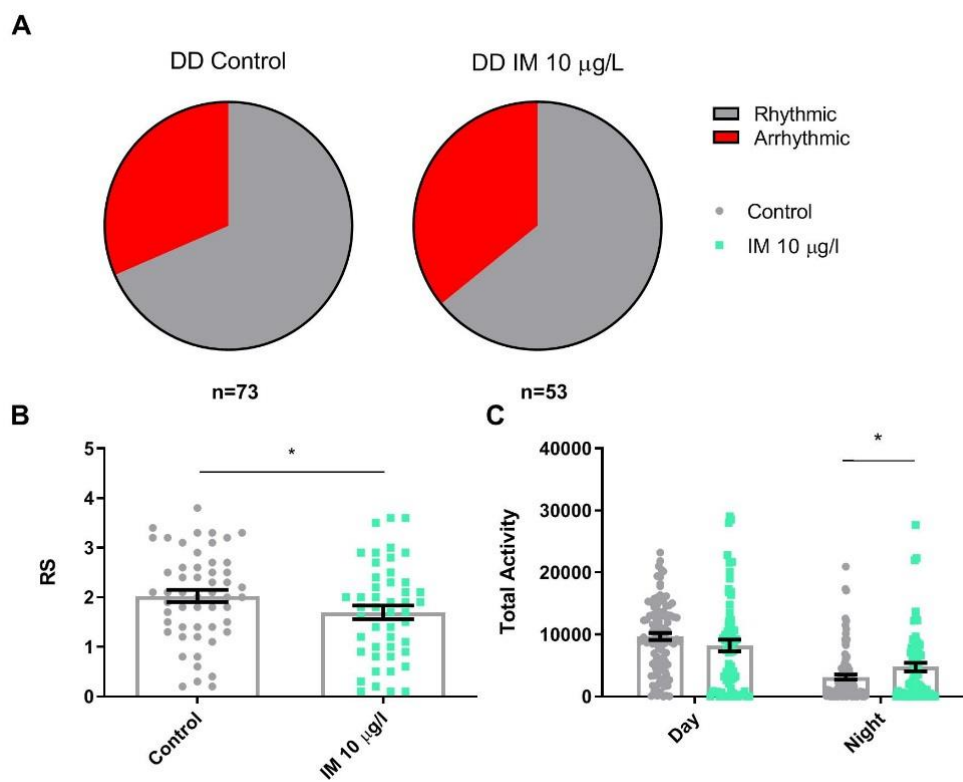 A
DD Control
DD IM 10 µg/L
Rhythmic
Arrhythmic
Control
IM 10 µg/l
n=73
n=53
B
5
4
3
2
1
0
RS
*
Control
IM 10 µg/l
C
40000
30000
20000
10000
0
Total Activity
*
Day
Night